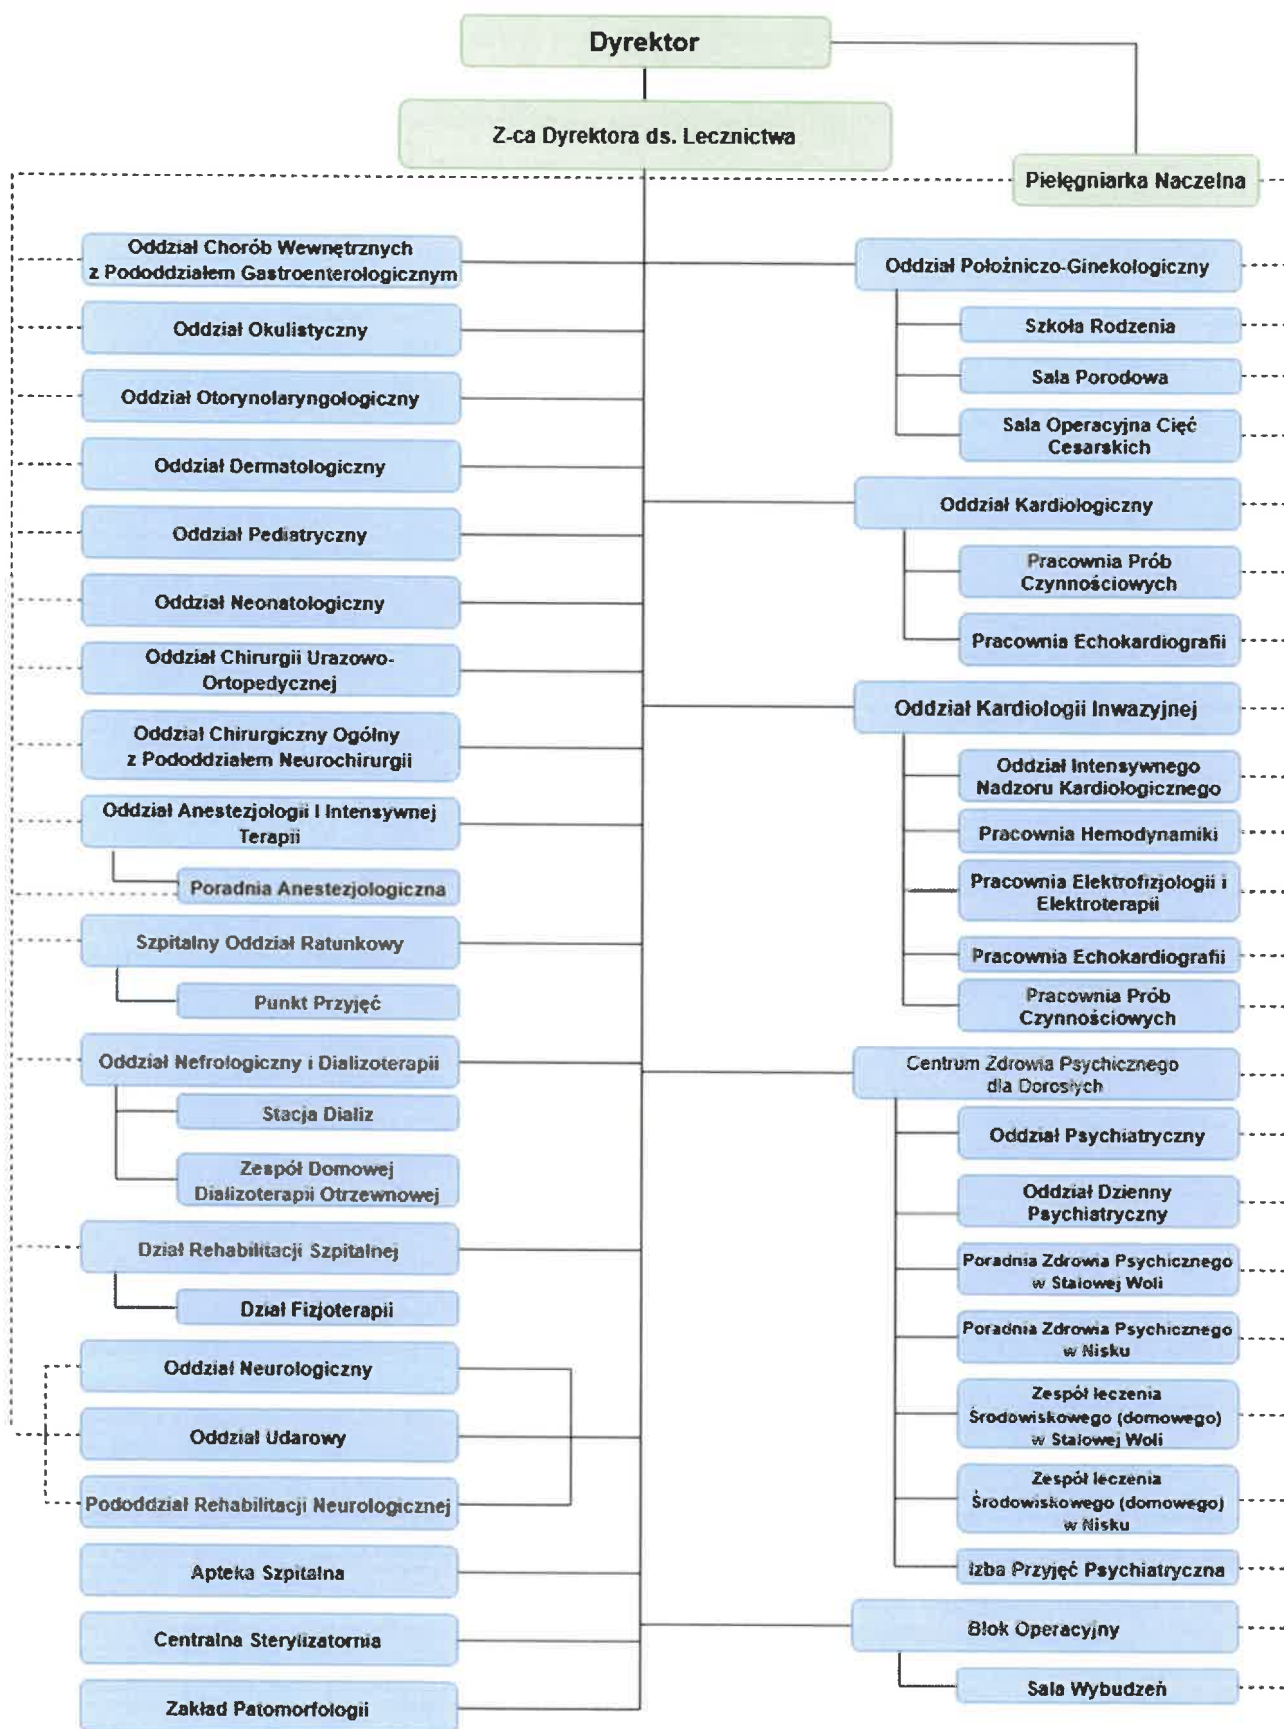 Dyrektor
Z-ca Dyrektora ds. Lecznictwa
Pielęgniarka Naczelna
Oddział Chorób Wewnętrznych
z Pododdziałem Gastroenterologicznym
Oddział Okulistyczny
Oddział Otorynolaryngologiczny
Oddział Dermatologiczny
Oddział Pediatryczny
Oddział Neonatologiczny
Oddział Chirurgii Urazowo-
Ortopedycznej
Oddział Chirurgiczny Ogólny
z Pododdziałem Neurochirurgii
Oddział Anestezjologii I Intensywnej
Terapii
Poradnia Anestezjologiczna
Szpitalny Oddział Ratunkowy
Punkt Przyjęć
Oddział Nefrologiczny i Dializoterapii
Stacja Dializ
Zespół Domowej
Dializoterapii Otrzewnowej
Dział Rehabilitacji Szpitalnej
Dział Fizjoterapii
Oddział Neurologiczny
Oddział Udarowy
Pododdział Rehabilitacji Neurologicznej
Apteka Szpitalna
Centralna Sterylizatornia
Zakład Patomorfologii
Oddział Położniczo-Ginekologiczny
Szkoła Rodzenia
Sala Porodowa
Sala Operacyjna Cięć
Cesarskich
Oddział Kardiologiczny
Pracownia Prób
Czynnościowych
Pracownia Echokardiografii
Oddział Kardiologii Inwazyjnej
Oddział Intensywnego
Nadzoru Kardiologicznego
Pracownia Hemodynamiki
Pracownia Elektrofizjologii i
Elektroterapii
Pracownia Echokardiografii
Pracownia Prób
Czynnościowych
Centrum Zdrowia Psychicznego
dla Dorosłych
Oddział Psychiatryczny
Oddział Dzienny
Psychiatryczny
Poradnia Zdrowia Psychicznego
w Stalowej Woli
Poradnia Zdrowia Psychicznego
w Nisku
Zespół leczenia
Środowiskowego (domowego)
w Stalowej Woli
Zespół leczenia
Środowiskowego (domowego)
w Nisku
Izba Przyjęć Psychiatryczna
Blok Operacyjny
Sala Wybudzeń